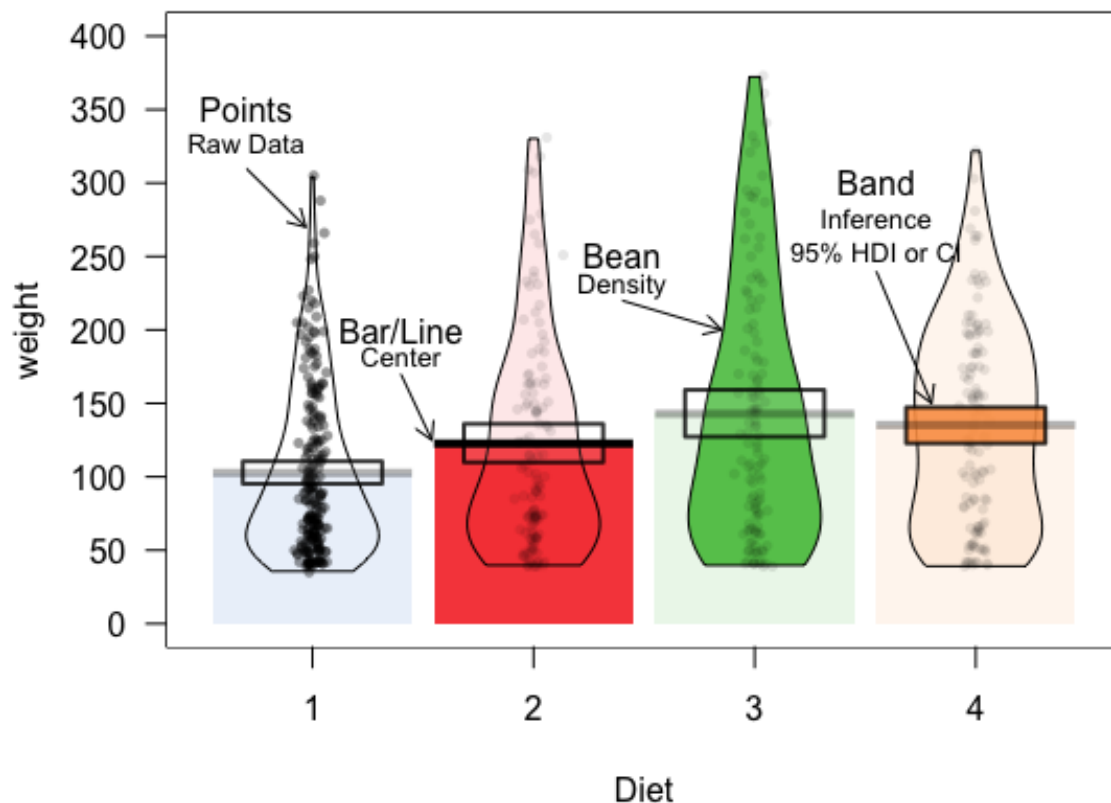 400
350
300
250
200
150
100
50
0
weight
Points
Raw Data
Bar/Line
Center
Bean
Density
Band
Inference
95% HDI or CI
1
2
3
4
Diet